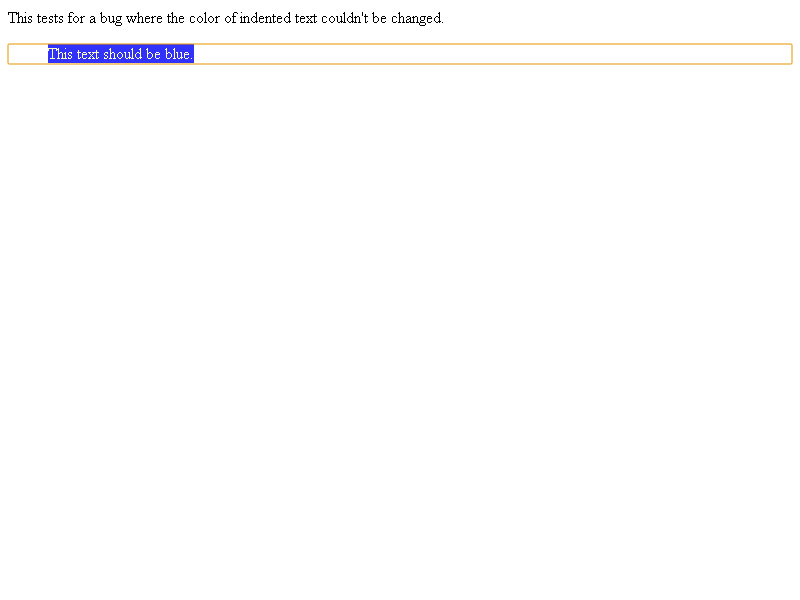 This tests for a bug where the color of indented text couldn't be changed.
This text should be blue.